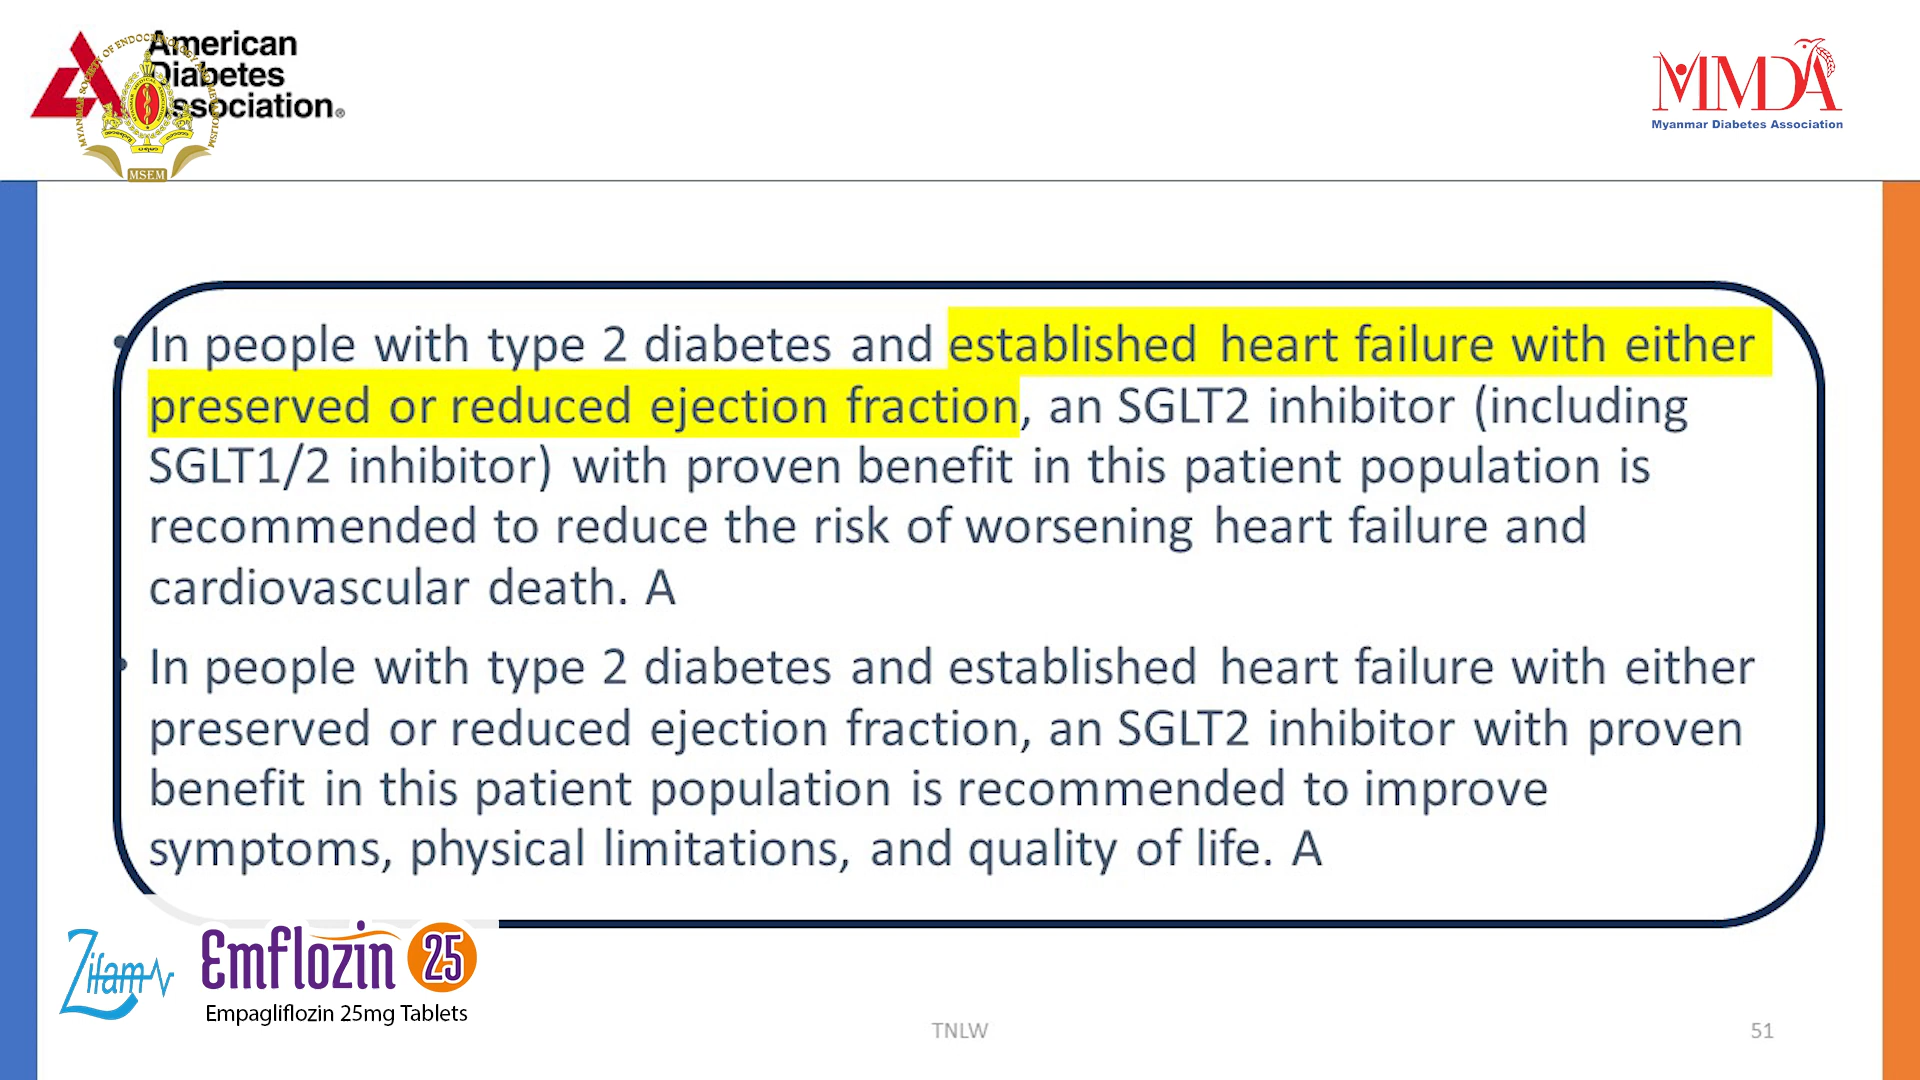 American
Diabetes
Association®
MSEM
MMDA
Myanmar Diabetes Association
• In people with type 2 diabetes and established heart failure with either
preserved or reduced ejection fraction, an SGLT2 inhibitor (including
SGLT1/2 inhibitor) with proven benefit in this patient population is
recommended to reduce the risk of worsening heart failure and
cardiovascular death. A
• In people with type 2 diabetes and established heart failure with either
preserved or reduced ejection fraction, an SGLT2 inhibitor with proven
benefit in this patient population is recommended to improve
symptoms, physical limitations, and quality of life. A
Zifam
Emflozin 25
Empagliflozin 25mg Tablets
TNLW
51